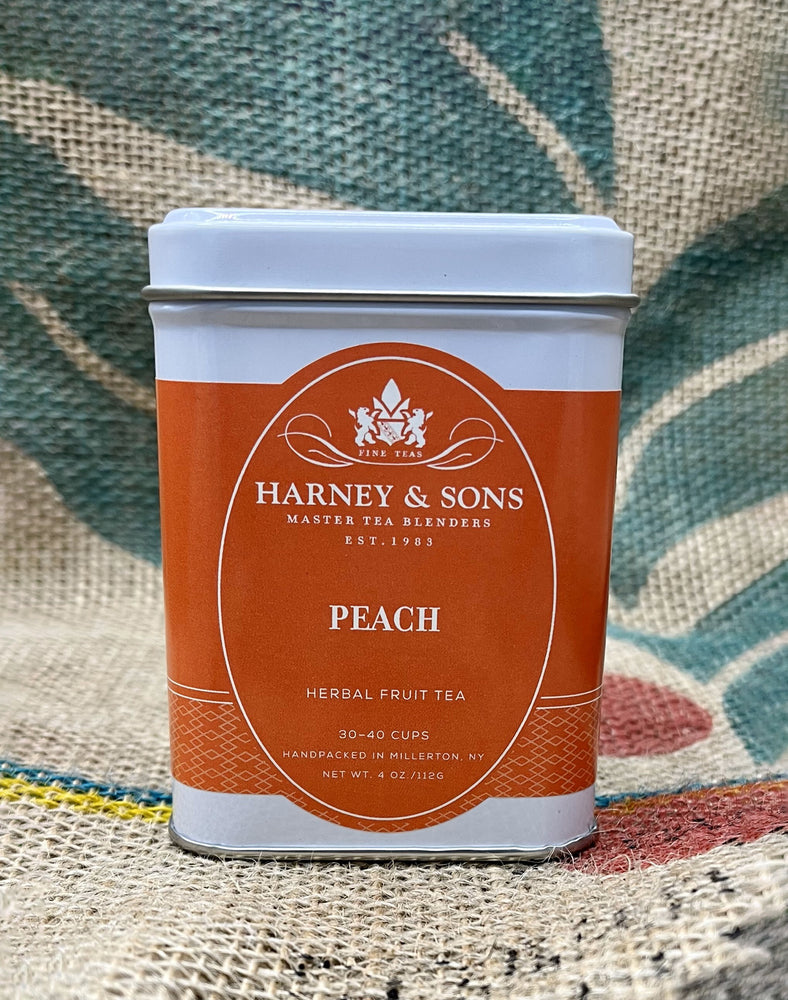 FINE TEAS
HARNEY & SONS
MASTER TEA BLENDERS
EST. 1983
PEACH
HERBAL FRUIT TEA
30-40 CUPS
HANDPACKED IN MILLERTON, NY
NET WT. 4 OZ./112G